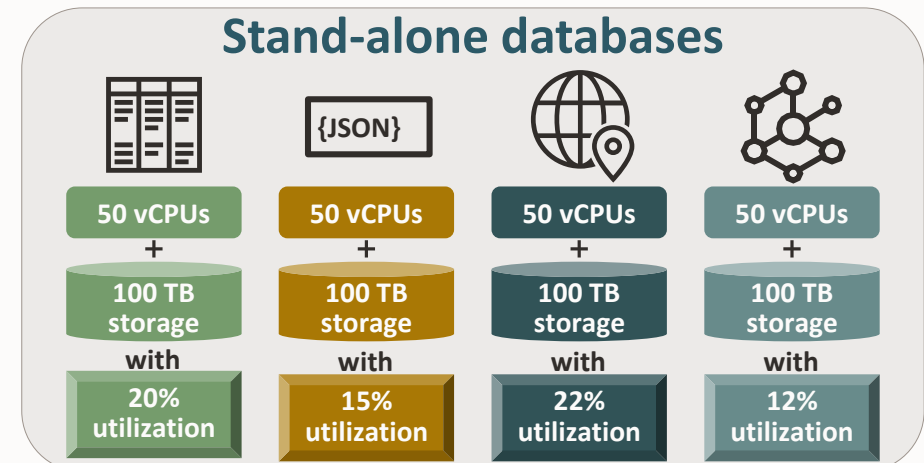 Stand-alone databases
{JSON}
50 vCPUs
50 vCPUs
50 vCPUs
50 vCPUs
+
+
+
+
100 TB
storage
100 TB
storage
100 TB
storage
100 TB
storage
with
with
with
with
20%
utilization
15%
utilization
22%
utilization
12%
utilization